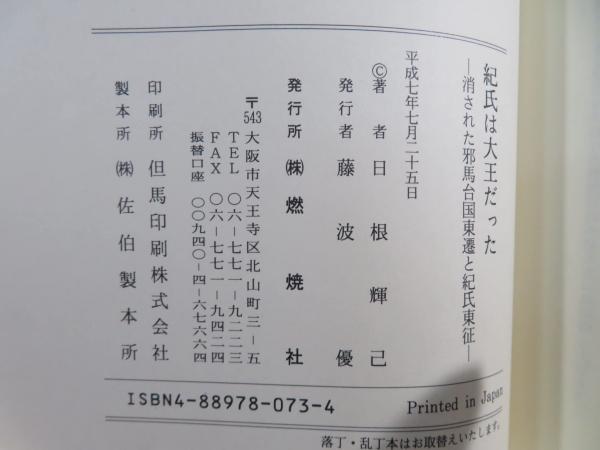 紀氏は大王だった
―消された邪馬台国東遷と紀氏東征―
平成七年七月二十五日
©著者 日根輝己
発行者 藤波優
発行所 ㈱燃焼社
〒543 大阪市天王寺区北山町三-五
TEL 〇六-七七一-九二二三
FAX 〇六-七七一-九四二四
振替口座 〇〇九四〇-四-六七六六四
印刷所 但馬印刷株式会社
製本所 ㈱佐伯製本所
ISBN4-88978-073-4 Printed in Japan
落丁・乱丁本はお取替えいたします。